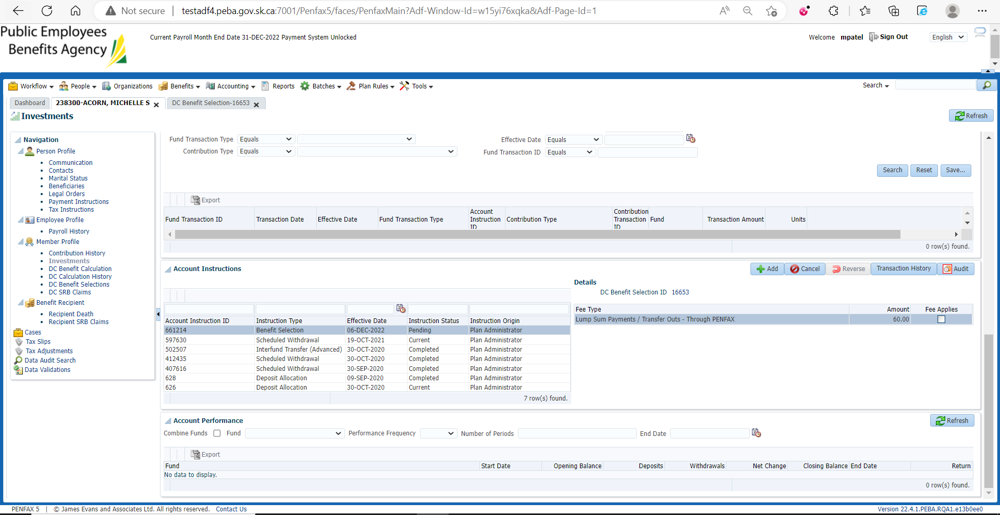 Not secure testadf4.peba.gov.sk.ca:7001/Penfax5/faces/PenfaxMain?Adf-Window-Id=w15yi76xqka&Adf-Page-Id=1
Public Employees
Benefits Agency
Current Payroll Month End Date 31-DEC-2022 Payment System Unlocked
Welcome mpatel Sign Out English
Workflow People Organizations Benefits Accounting Reports Batches Plan Rules Tools Search
Dashboard 238300-ACORN, MICHELLE S DC Benefit Selection-16653
Investments Refresh
Navigation
Person Profile
Communication
Contacts
Marital Status
Beneficiaries
Legal Orders
Payment Instructions
Tax Instructions
Employee Profile
Payroll History
Member Profile
Contribution History
Investments
DC Benefit Calculation
DC Calculation History
DC Benefit Selections
DC SRB Claims
Benefit Recipient
Recipient Death
Recipient SRB Claims
Cases
Tax Slips
Tax Adjustments
Data Audit Search
Data Validations
Fund Transaction Type Equals Effective Date Equals
Contribution Type Equals Fund Transaction ID Equals
Search Reset Save...
Export
Fund Transaction ID Transaction Date Effective Date Fund Transaction Type Account Instruction ID Contribution Type Contribution Transaction ID Fund Transaction Amount Units
0 row(s) found.
Account Instructions Add Cancel Reverse Transaction History Audit
Details
DC Benefit Selection ID 16653
Fee Type Amount Fee Applies
Lump Sum Payments / Transfer Outs - Through PENFAX 60.00
Account Instruction ID Instruction Type Effective Date Instruction Status Instruction Origin
661214 Benefit Selection 06-DEC-2022 Pending Plan Administrator
597630 Scheduled Withdrawal 19-OCT-2021 Current Plan Administrator
502507 Interfund Transfer (Advanced) 30-OCT-2020 Completed Plan Administrator
412435 Scheduled Withdrawal 30-OCT-2020 Completed Plan Administrator
407616 Scheduled Withdrawal 30-SEP-2020 Completed Plan Administrator
628 Deposit Allocation 09-SEP-2020 Completed Plan Administrator
626 Deposit Allocation 30-OCT-2020 Current Plan Administrator
7 row(s) found.
Account Performance Refresh
Combine Funds Fund Performance Frequency Number of Periods End Date
Export
Fund Start Date Opening Balance Deposits Withdrawals Net Change Closing Balance End Date Return
No data to display.
0 row(s) found.
PENFAX 5 | © James Evans and Associates Ltd. All rights reserved. Contact Us Version 22.4.1.PEBA.RQA1.e13b0ee0